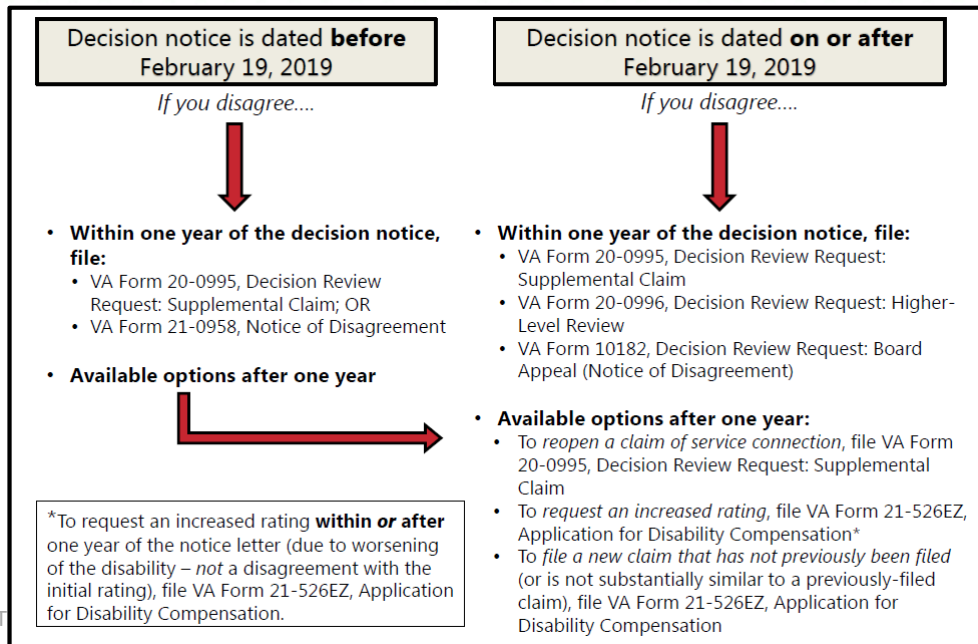 Decision notice is dated before
February 19, 2019
If you disagree....
• Within one year of the decision notice,
file:
• VA Form 20-0995, Decision Review
Request: Supplemental Claim; OR
• VA Form 21-0958, Notice of Disagreement
• Available options after one year
*To request an increased rating within or after
one year of the notice letter (due to worsening
of the disability – not a disagreement with the
initial rating), file VA Form 21-526EZ, Application
for Disability Compensation.
Decision notice is dated on or after
February 19, 2019
If you disagree....
• Within one year of the decision notice, file:
• VA Form 20-0995, Decision Review Request:
Supplemental Claim
• VA Form 20-0996, Decision Review Request: Higher-
Level Review
• VA Form 10182, Decision Review Request: Board
Appeal (Notice of Disagreement)
• Available options after one year:
• To reopen a claim of service connection, file VA Form
20-0995, Decision Review Request: Supplemental
Claim
• To request an increased rating, file VA Form 21-526EZ,
Application for Disability Compensation*
• To file a new claim that has not previously been filed
(or is not substantially similar to a previously-filed
claim), file VA Form 21-526EZ, Application for
Disability Compensation